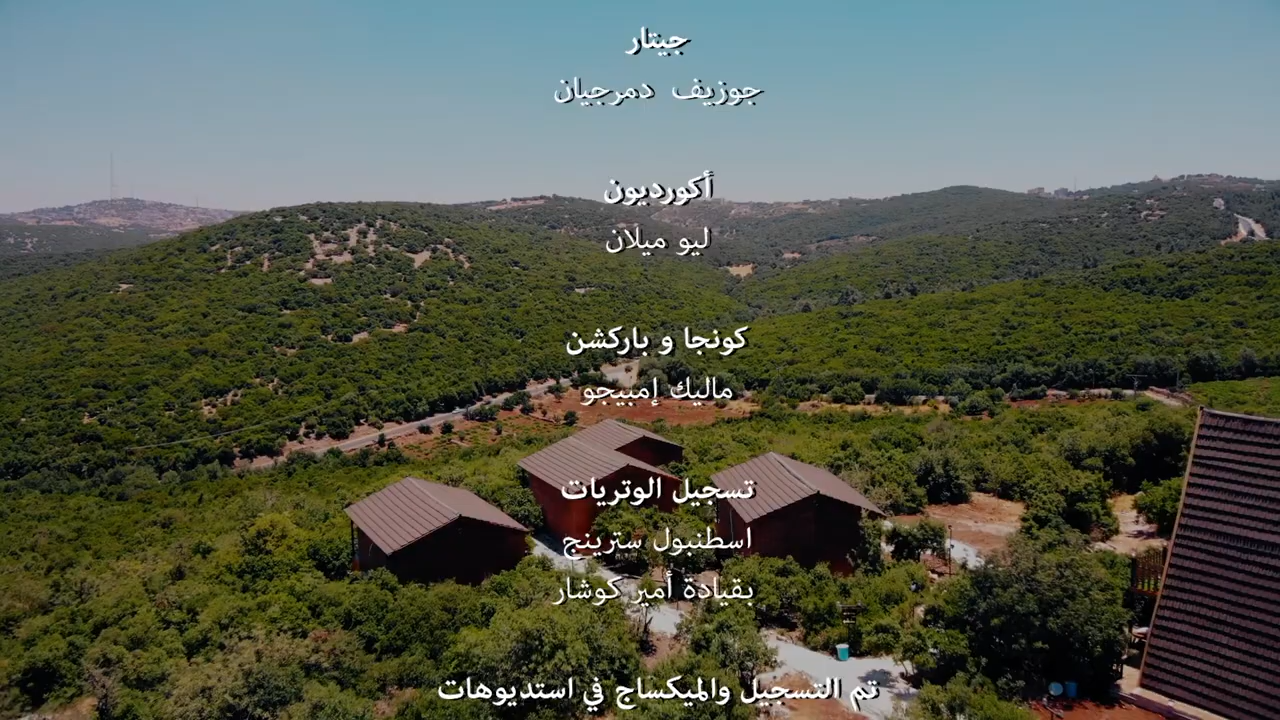 جيتار
جوزيف دمرجيان
أكورديون
ليو ميلان
كونجا و باركشن
ماليك إمبيجو
تسجيل الوتريات
اسطنبول سترينج
بقيادة أمير كوشار
تم التسجيل والميكساج في استديوهات